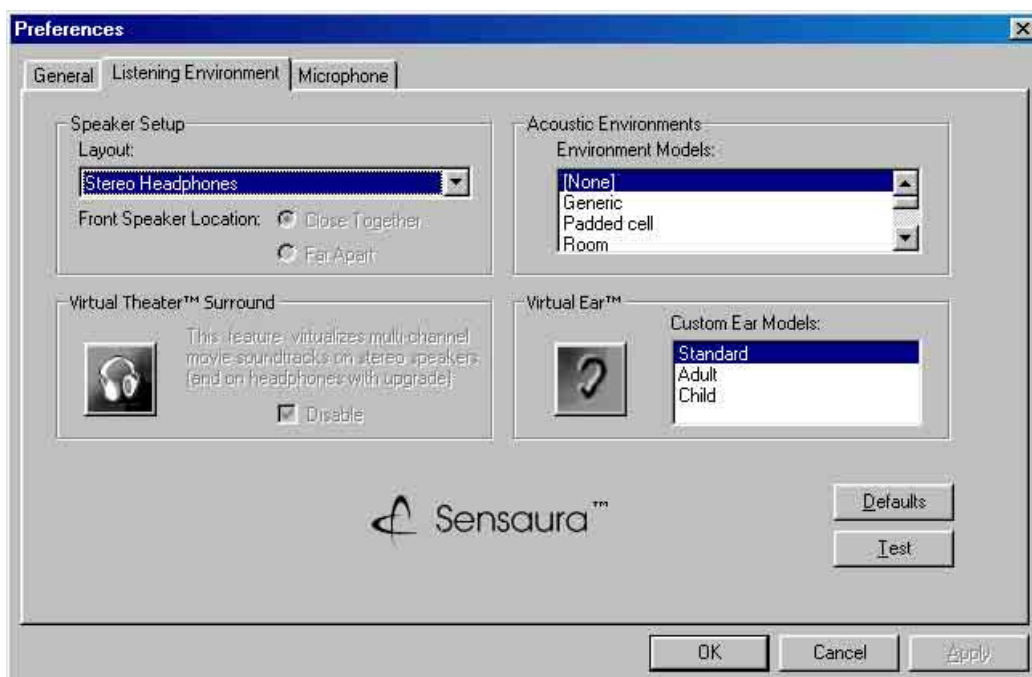 Preferences
General
Listening Environment
Microphone
Speaker Setup
Layout:
Stereo Headphones
Front Speaker Location:
Close Together
Far Apart
Acoustic Environments
Environment Models:
[None]
Generic
Padded cell
Room
Virtual Theater™ Surround
This feature virtualizes multi-channel
movie soundtracks on stereo speakers
(and on headphones with upgrade)
Disable
Virtual Ear™
Custom Ear Models:
Standard
Adult
Child
Sensaura™
Defaults
Test
OK
Cancel
Apply